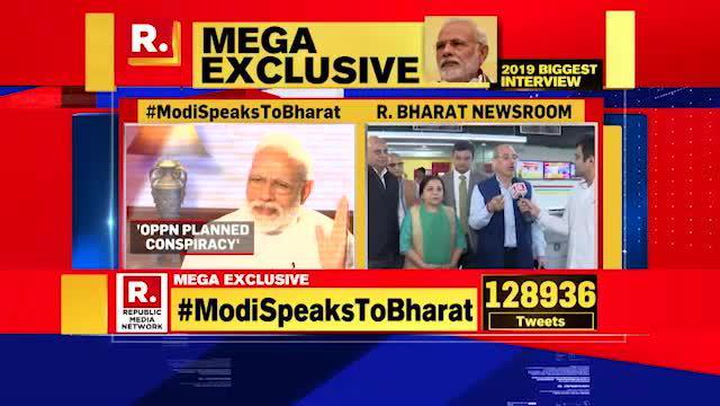 R.
MEGA
EXCLUSIVE
2019 BIGGEST
INTERVIEW
#ModiSpeaksToBharat
R. BHARAT NEWSROOM
'OPPN PLANNED
CONSPIRACY'
R.
REPUBLIC
MEDIA
NETWORK
MEGA EXCLUSIVE
#ModiSpeaksToBharat
128936
Tweets